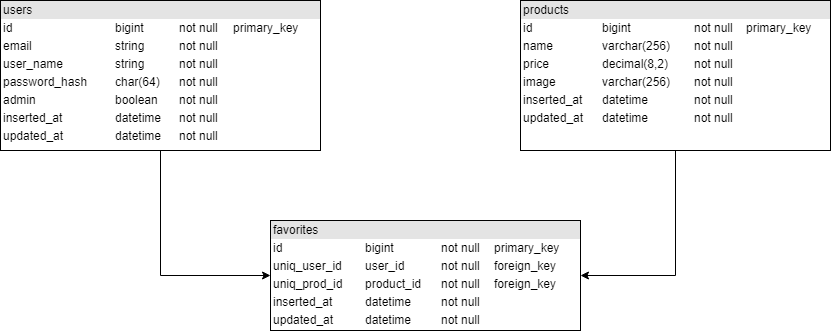 users
id bigint not null primary_key
email string not null
user_name string not null
password_hash char(64) not null
admin boolean not null
inserted_at datetime not null
updated_at datetime not null
products
id bigint not null primary_key
name varchar(256) not null
price decimal(8,2) not null
image varchar(256) not null
inserted_at datetime not null
updated_at datetime not null
favorites
id bigint not null primary_key
uniq_user_id user_id not null foreign_key
uniq_prod_id product_id not null foreign_key
inserted_at datetime not null
updated_at datetime not null